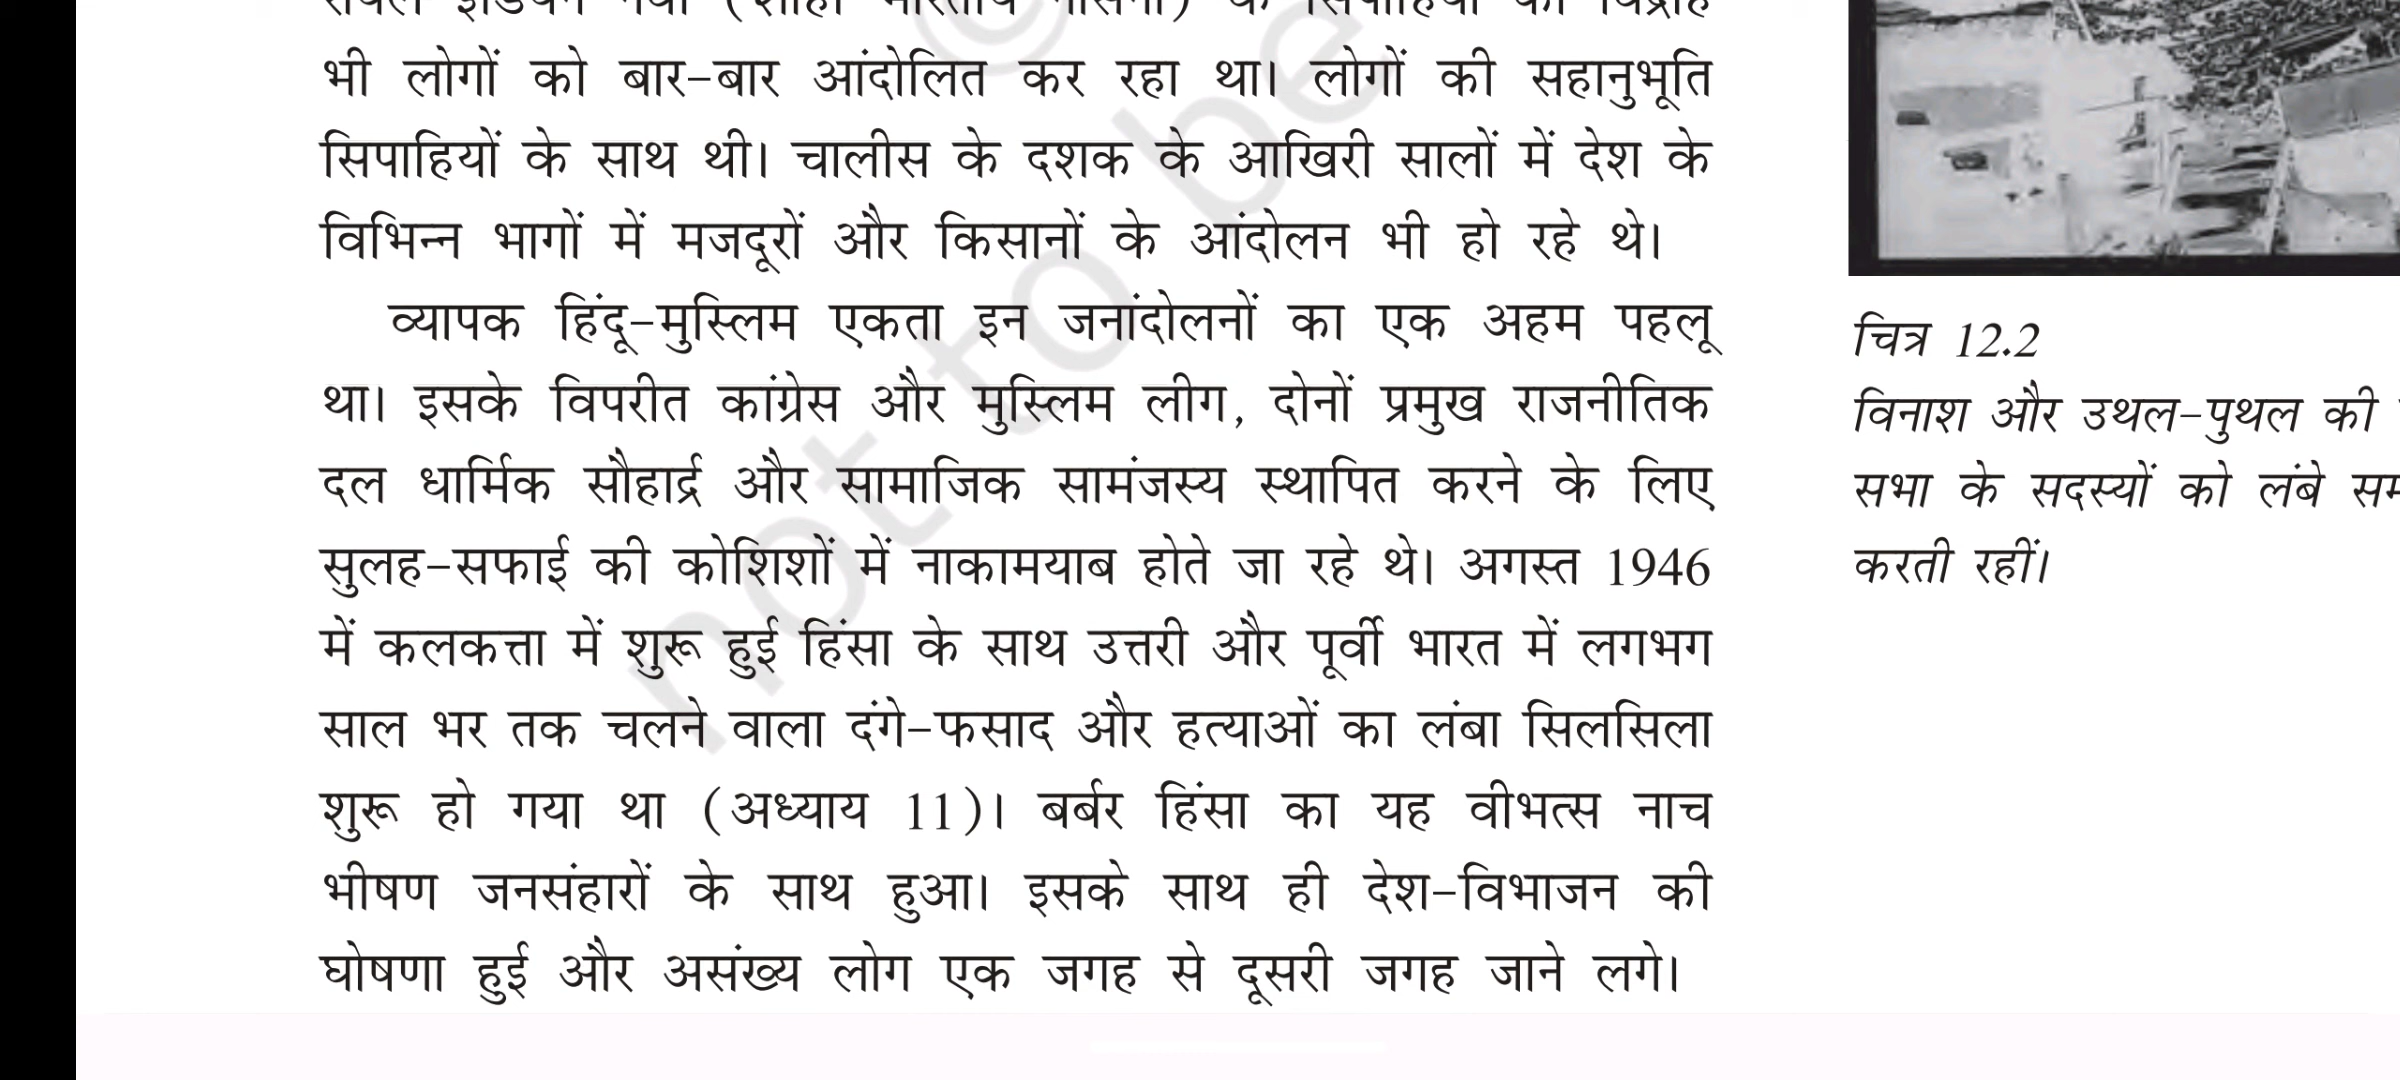 भी लोगों को बार-बार आंदोलित कर रहा था। लोगों की सहानुभूति
सिपाहियों के साथ थी। चालीस के दशक के आखिरी सालों में देश के
विभिन्न भागों में मजदूरों और किसानों के आंदोलन भी हो रहे थे।
व्यापक हिंदू-मुस्लिम एकता इन जनांदोलनों का एक अहम पहलू
था। इसके विपरीत कांग्रेस और मुस्लिम लीग, दोनों प्रमुख राजनीतिक
दल धार्मिक सौहार्द्र और सामाजिक सामंजस्य स्थापित करने के लिए
सुलह-सफाई की कोशिशों में नाकामयाब होते जा रहे थे। अगस्त 1946
में कलकत्ता में शुरू हुई हिंसा के साथ उत्तरी और पूर्वी भारत में लगभग
साल भर तक चलने वाला दंगे-फसाद और हत्याओं का लंबा सिलसिला
शुरू हो गया था (अध्याय 11)। बर्बर हिंसा का यह वीभत्स नाच
भीषण जनसंहारों के साथ हुआ। इसके साथ ही देश-विभाजन की
घोषणा हुई और असंख्य लोग एक जगह से दूसरी जगह जाने लगे।
चित्र 12.2
विनाश और उथल-पुथल की
सभा के सदस्यों को लंबे
करती रहीं।
not to be